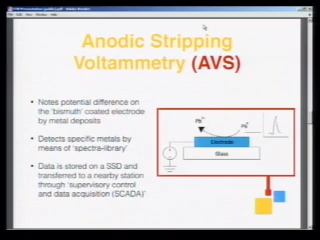 Anodic Stripping
Voltammetry (AVS)
• Notes potential difference on
the 'bismuth' coated electrode
by metal deposits
• Detects specific metals by
means of 'spectra-library'
• Data is stored on a SSD and
transferred to a nearby station
through 'supervisory control
and data acquisition (SCADA)'
Electrode
Glass